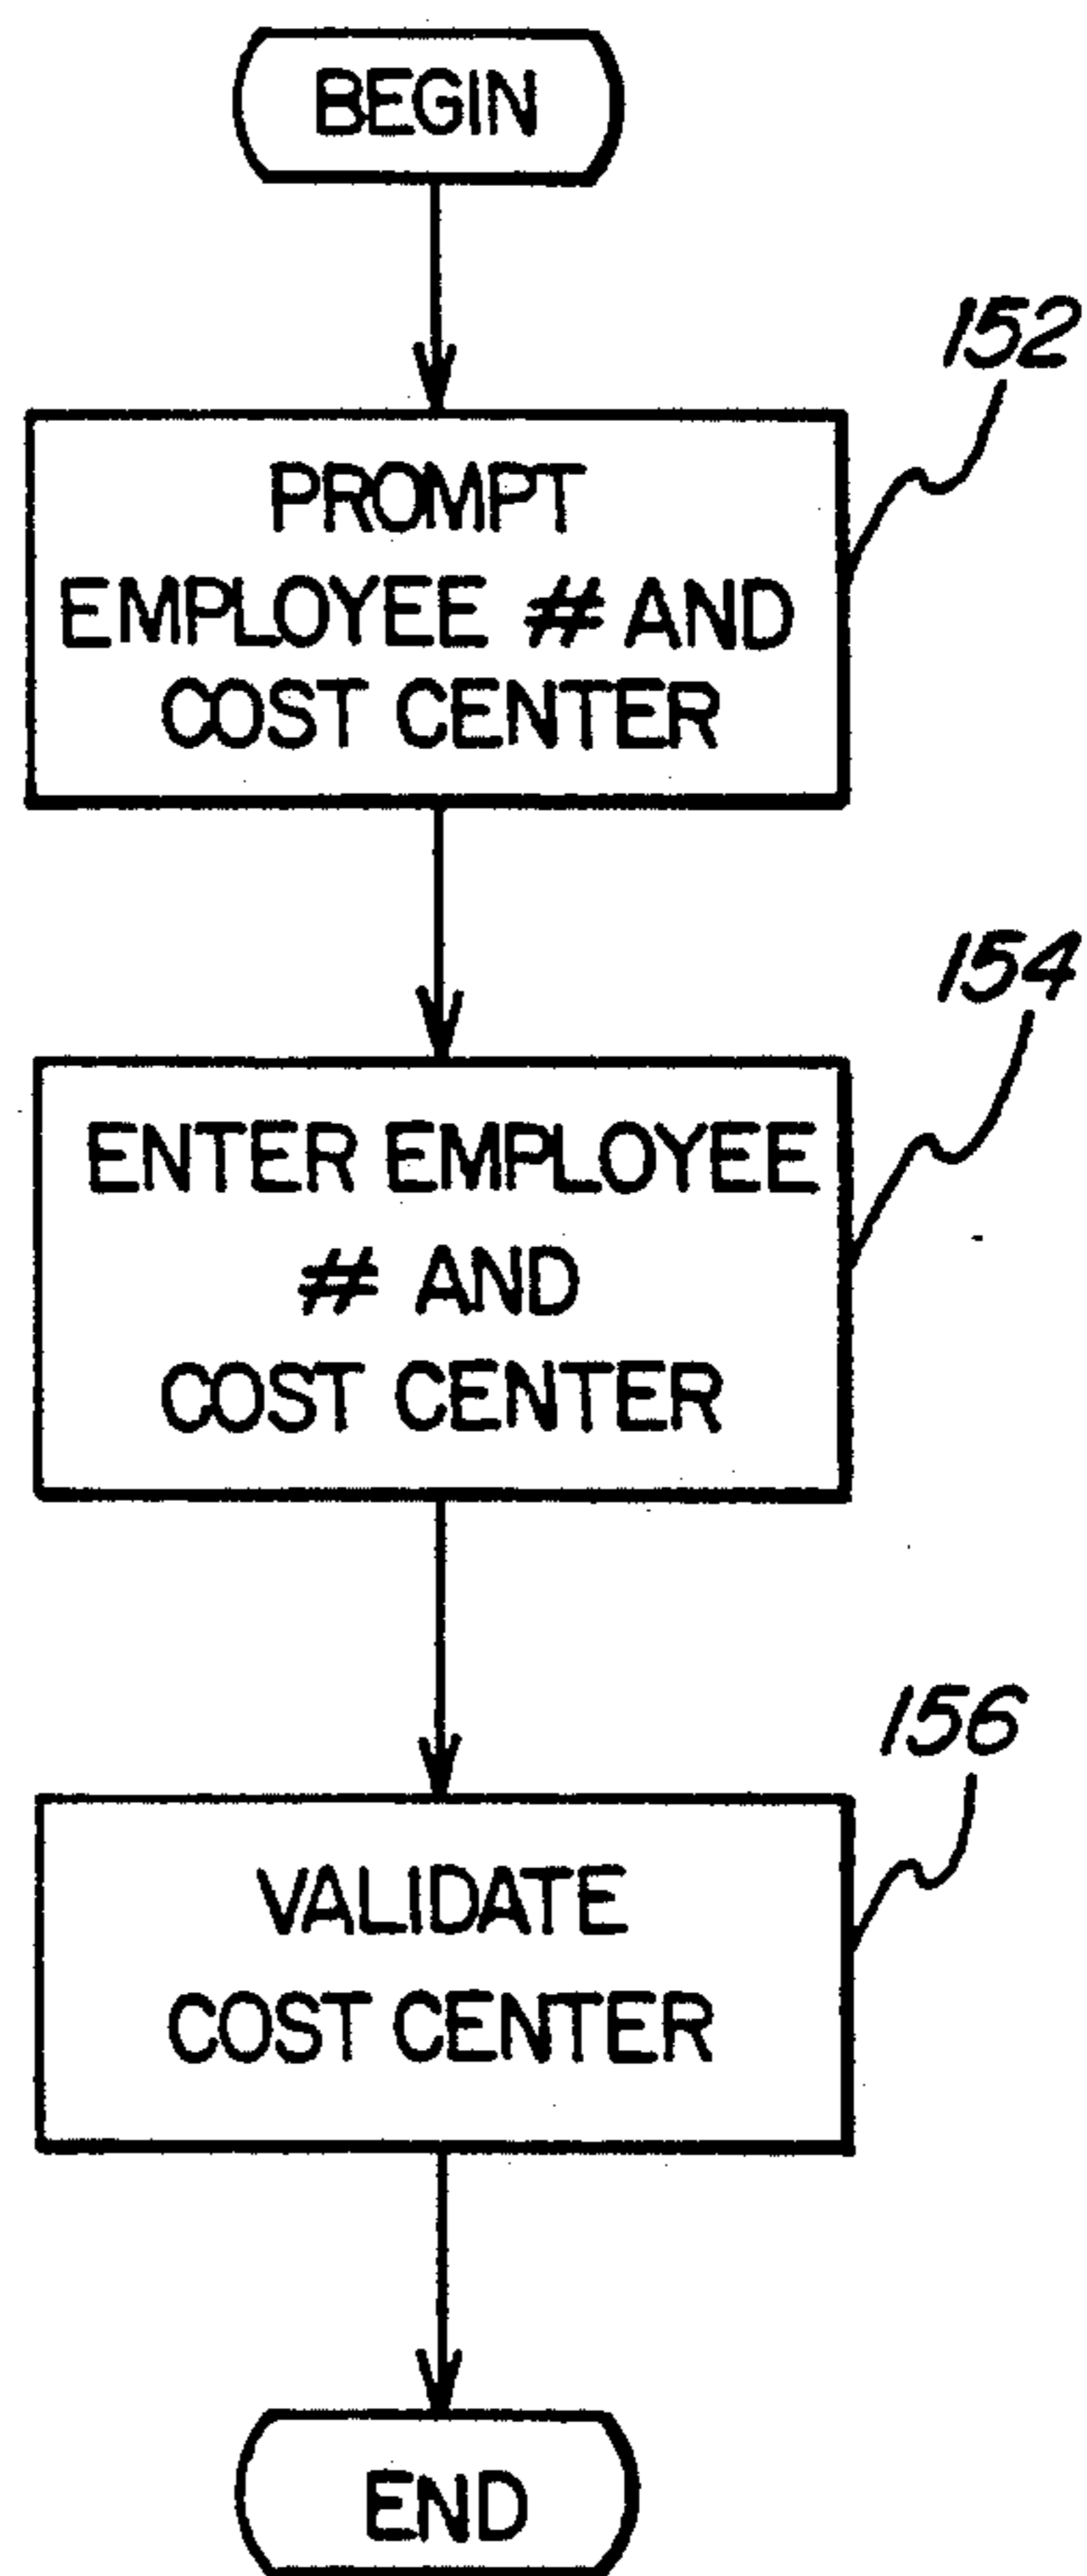 BEGIN
152
PROMPT
EMPLOYEE # AND
COST CENTER
154
ENTER EMPLOYEE
# AND
COST CENTER
156
VALIDATE
COST CENTER
END